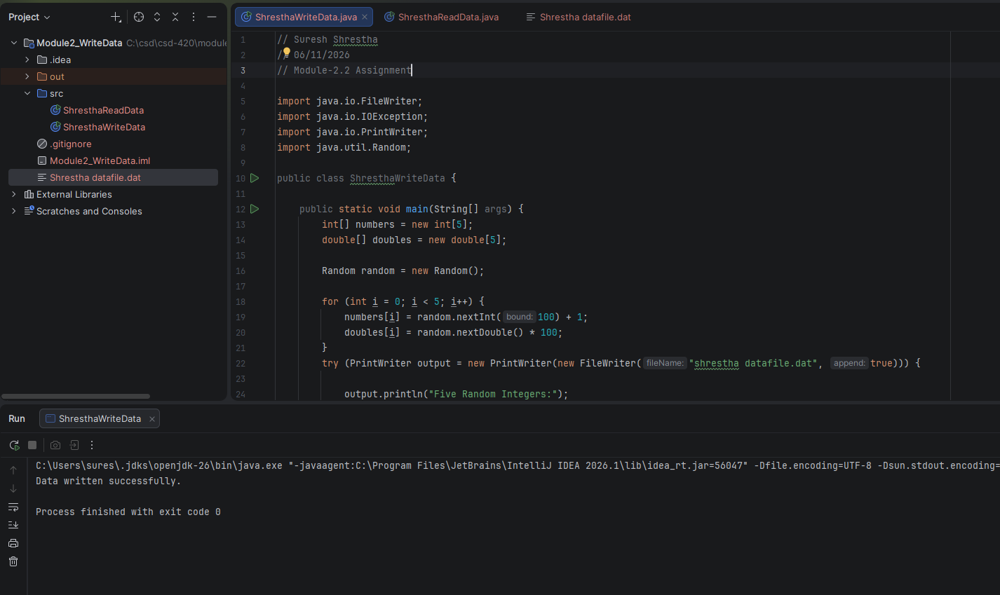 Project
Module2_WriteData C:\csd\csd-420\module
.idea
out
src
ShresthaReadData
ShresthaWriteData
.gitignore
Module2_WriteData.iml
Shrestha datafile.dat
External Libraries
Scratches and Consoles
ShresthaWriteData.java
ShresthaReadData.java
Shrestha datafile.dat
1 // Suresh Shrestha
2 // 06/11/2026
3 // Module-2.2 Assignment
4
5 import java.io.FileWriter;
6 import java.io.IOException;
7 import java.io.PrintWriter;
8 import java.util.Random;
9
10 public class ShresthaWriteData {
11
12 public static void main(String[] args) {
13 int[] numbers = new int[5];
14 double[] doubles = new double[5];
15
16 Random random = new Random();
17
18 for (int i = 0; i < 5; i++) {
19 numbers[i] = random.nextInt( bound: 100) + 1;
20 doubles[i] = random.nextDouble() * 100;
21 }
22 try (PrintWriter output = new PrintWriter(new FileWriter( fileName: "shrestha datafile.dat", append: true))) {
23
24 output.println("Five Random Integers:");
Run
ShresthaWriteData
C:\Users\sures\.jdks\openjdk-26\bin\java.exe "-javaagent:C:\Program Files\JetBrains\IntelliJ IDEA 2026.1\lib\idea_rt.jar=56047" -Dfile.encoding=UTF-8 -Dsun.stdout.encoding=
Data written successfully.
Process finished with exit code 0